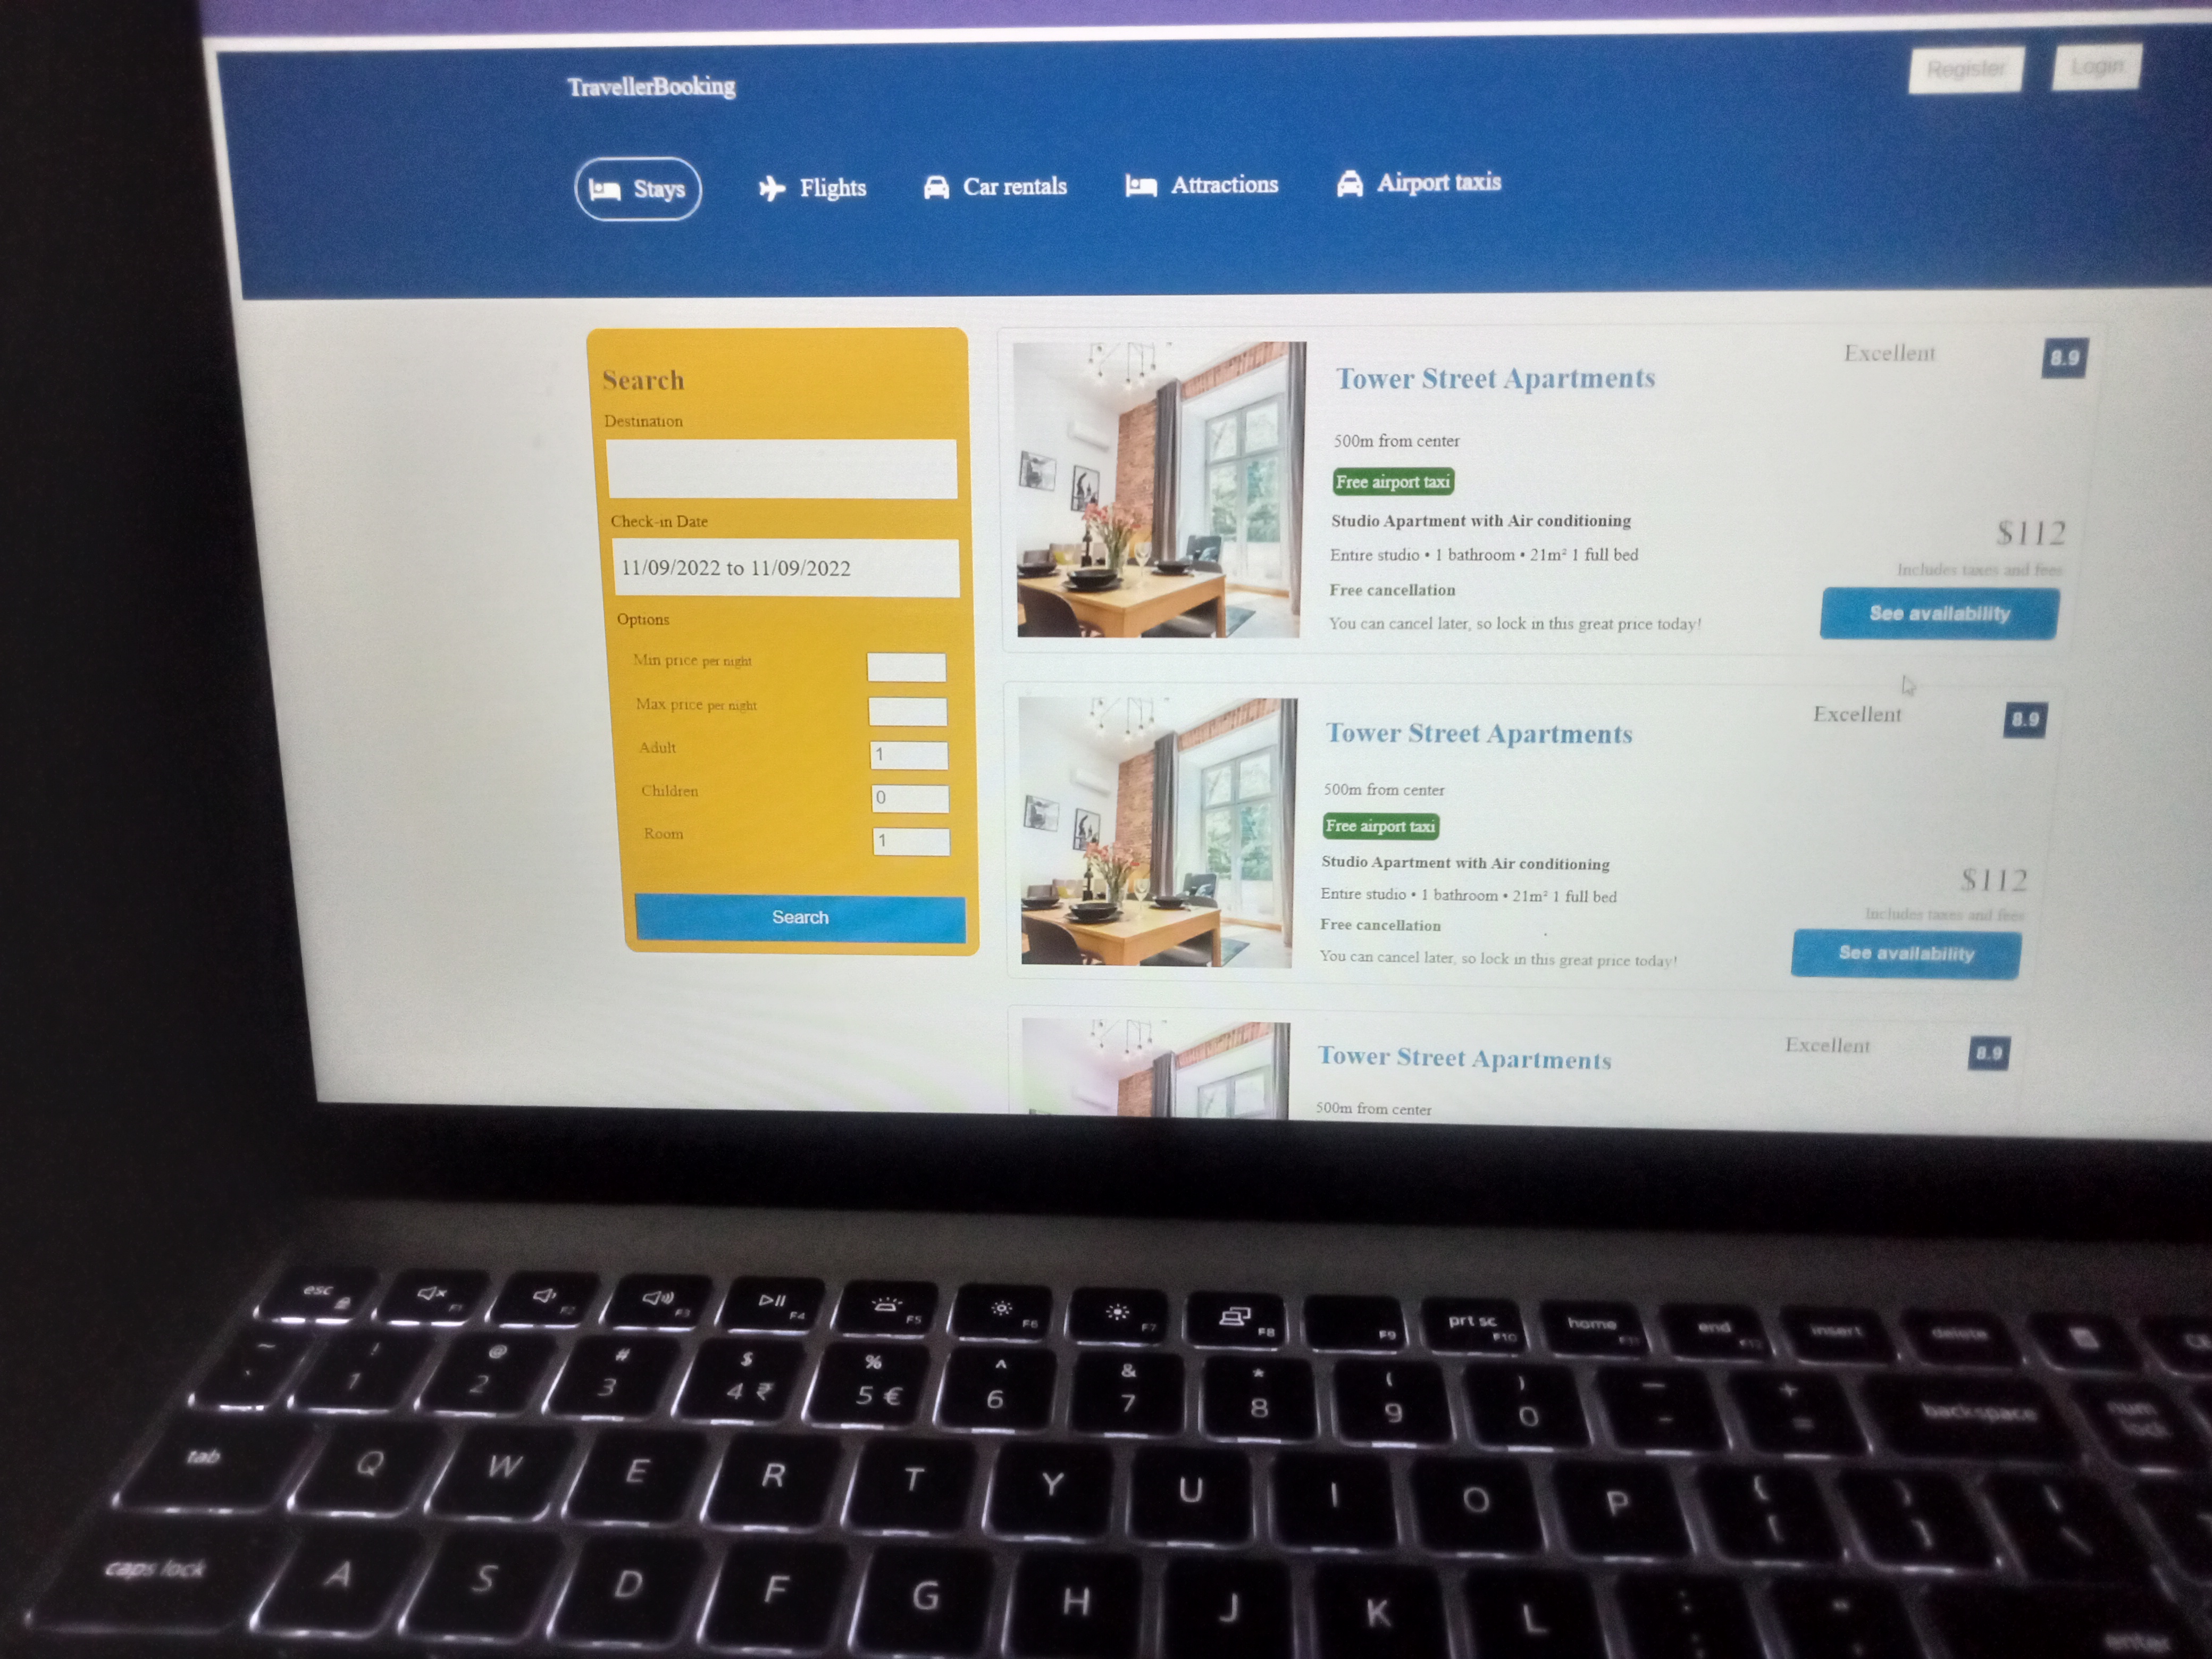 TravellerBooking
Register
Login
Stays
Flights
Car rentals
Attractions
Airport taxis
Search
Destination
Check-in Date
11/09/2022 to 11/09/2022
Options
Min price per night
Max price per night
Adult 1
Children 0
Room 1
Search
Tower Street Apartments
Excellent 8.9
500m from center
Free airport taxi
Studio Apartment with Air conditioning
Entire studio • 1 bathroom • 21m² 1 full bed
Free cancellation
You can cancel later, so lock in this great price today!
$112
Includes taxes and fees
See availability
Tower Street Apartments
Excellent 8.9
500m from center
Free airport taxi
Studio Apartment with Air conditioning
Entire studio • 1 bathroom • 21m² 1 full bed
Free cancellation
You can cancel later, so lock in this great price today!
$112
Includes taxes and fees
See availability
Tower Street Apartments
Excellent 8.9
500m from center
esc F1 F2 F3 F4 F5 F6 F7 F8 F9 prt sc F10 home F11 end F12 insert delete
~ ` ! 1 @ 2 # 3 $ 4 ₹ % 5 € ^ 6 & 7 * 8 ( 9 ) 0 — - + = backspace num lock
tab Q W E R T Y U I O P { [ } ] | \
caps lock A S D F G H J K L : ; " enter